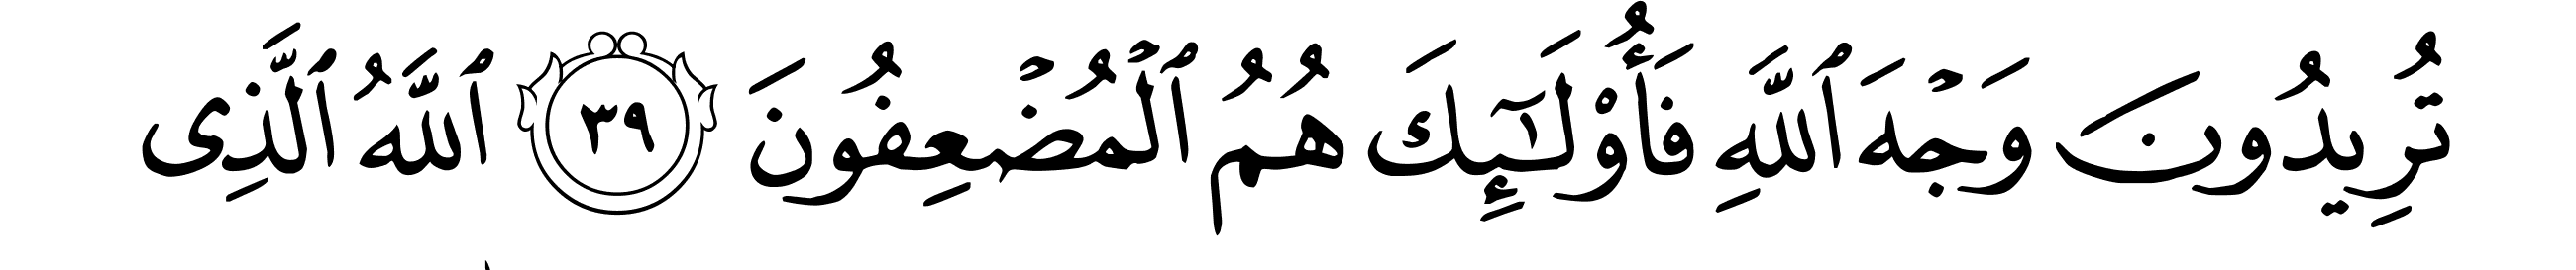 تُرِيدُونَ وَجْهَ ٱللَّهِ فَأُو۟لَـٰٓئِكَ هُمُ ٱلْمُضْعِفُونَ ٣٩ ٱللَّهُ ٱلَّذِى